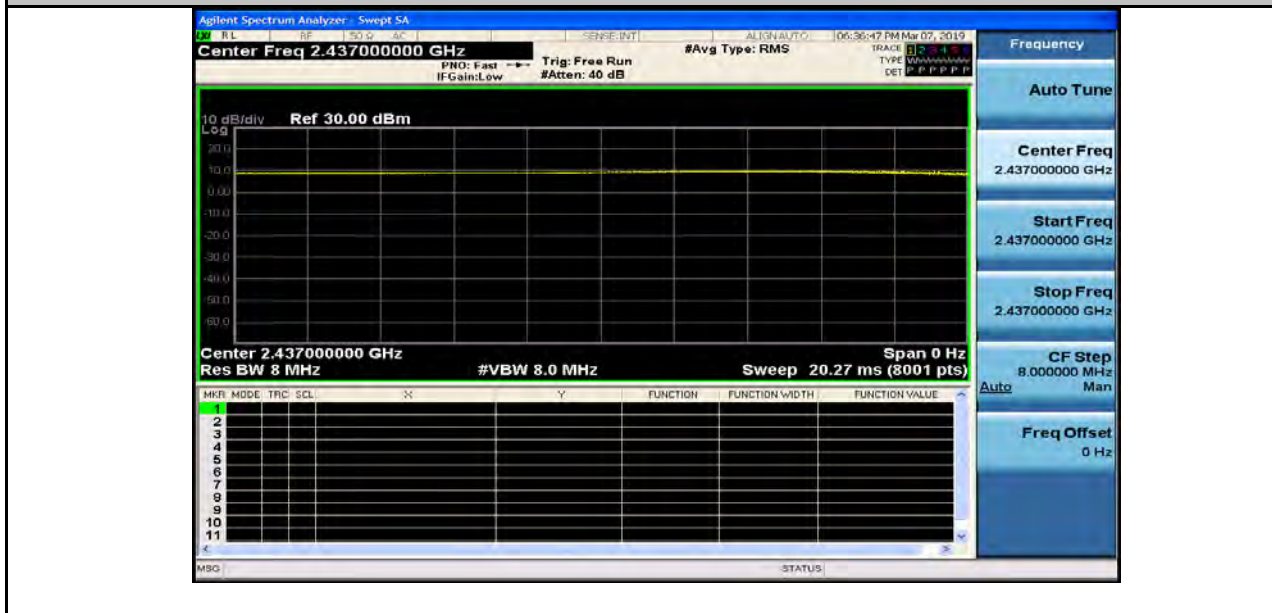 Agilent Spectrum Analyzer - Swept SA
LXI RL RF 50 Ω AC SENSE:INT ALIGN AUTO 06:36:47 PM Mar 07, 2019
Center Freq 2.437000000 GHz
#Avg Type: RMS
TRACE 1 2 3 4 5 6
PNO: Fast
Trig: Free Run
TYPE
IFGain:Low
#Atten: 40 dB
DET P P P P P P
10 dB/div Ref 30.00 dBm
Log
20.0
10.0
0.00
-10.0
-20.0
-30.0
-40.0
-50.0
-60.0
Center 2.437000000 GHz Span 0 Hz
Res BW 8 MHz #VBW 8.0 MHz Sweep 20.27 ms (8001 pts)
MKR MODE TRC SCL X Y FUNCTION FUNCTION WIDTH FUNCTION VALUE
1
2
3
4
5
6
7
8
9
10
11
MSG STATUS
Frequency
Auto Tune
Center Freq
2.437000000 GHz
Start Freq
2.437000000 GHz
Stop Freq
2.437000000 GHz
CF Step
8.000000 MHz
Auto Man
Freq Offset
0 Hz